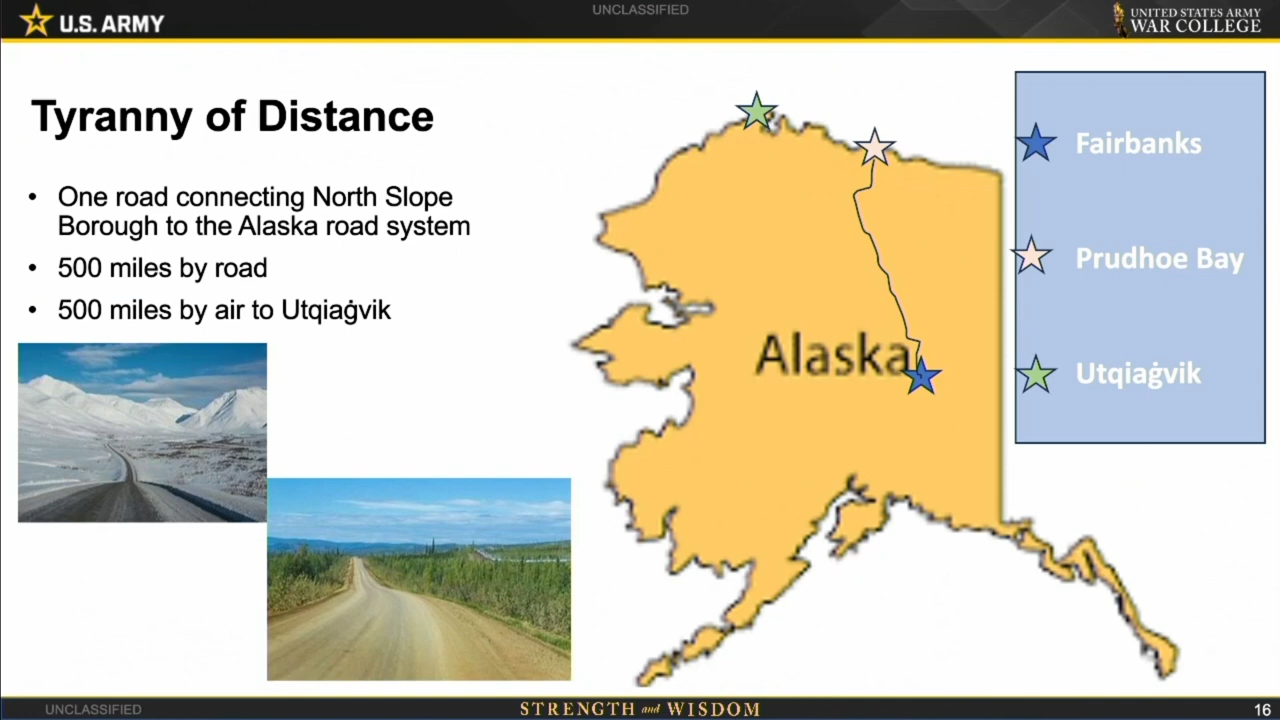 UNCLASSIFIED
U.S. ARMY
UNITED STATES ARMY
WAR COLLEGE
Tyranny of Distance
• One road connecting North Slope
Borough to the Alaska road system
• 500 miles by road
• 500 miles by air to Utqiaġvik
Alaska
Fairbanks
Prudhoe Bay
Utqiaġvik
UNCLASSIFIED
STRENGTH and WISDOM
16